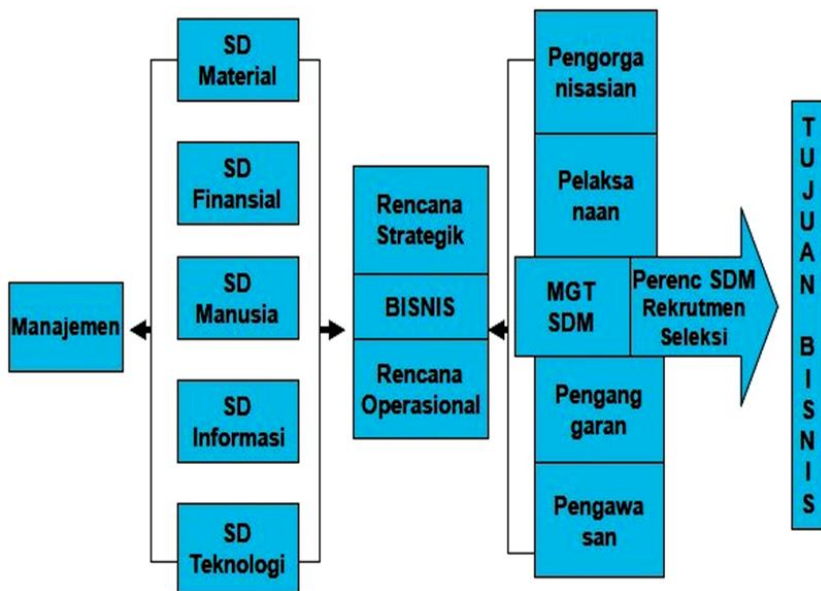 Manajemen
SD
Material
SD
Finansial
SD
Manusia
SD
Informasi
SD
Teknologi
Rencana
Strategik
BISNIS
Rencana
Operasional
Pengorga
nisasian
Pelaksa
naan
MGT
SDM
Pengang
garan
Pengawa
san
Perenc SDM
Rekrutmen
Seleksi
T
U
J
U
A
N
B
I
S
N
I
S